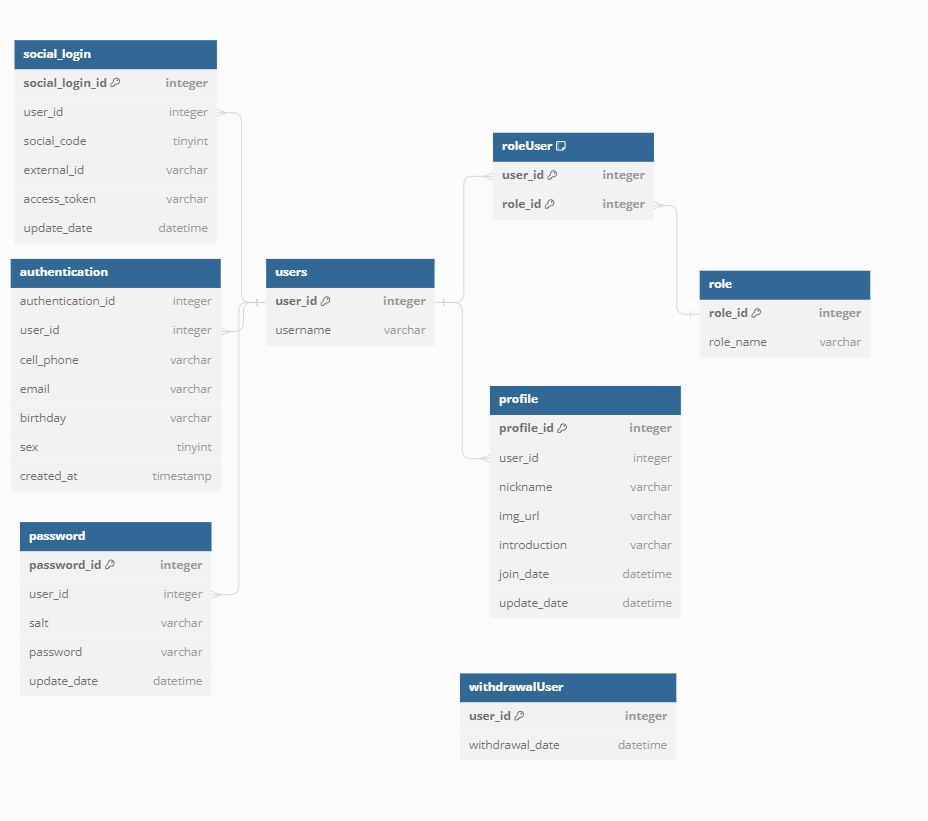 social_login
social_login_id integer
user_id integer
social_code tinyint
external_id varchar
access_token varchar
update_date datetime
authentication
authentication_id integer
user_id integer
cell_phone varchar
email varchar
birthday varchar
sex tinyint
created_at timestamp
password
password_id integer
user_id integer
salt varchar
password varchar
update_date datetime
users
user_id integer
username varchar
roleUser
user_id integer
role_id integer
role
role_id integer
role_name varchar
profile
profile_id integer
user_id integer
nickname varchar
img_url varchar
introduction varchar
join_date datetime
update_date datetime
withdrawalUser
user_id integer
withdrawal_date datetime